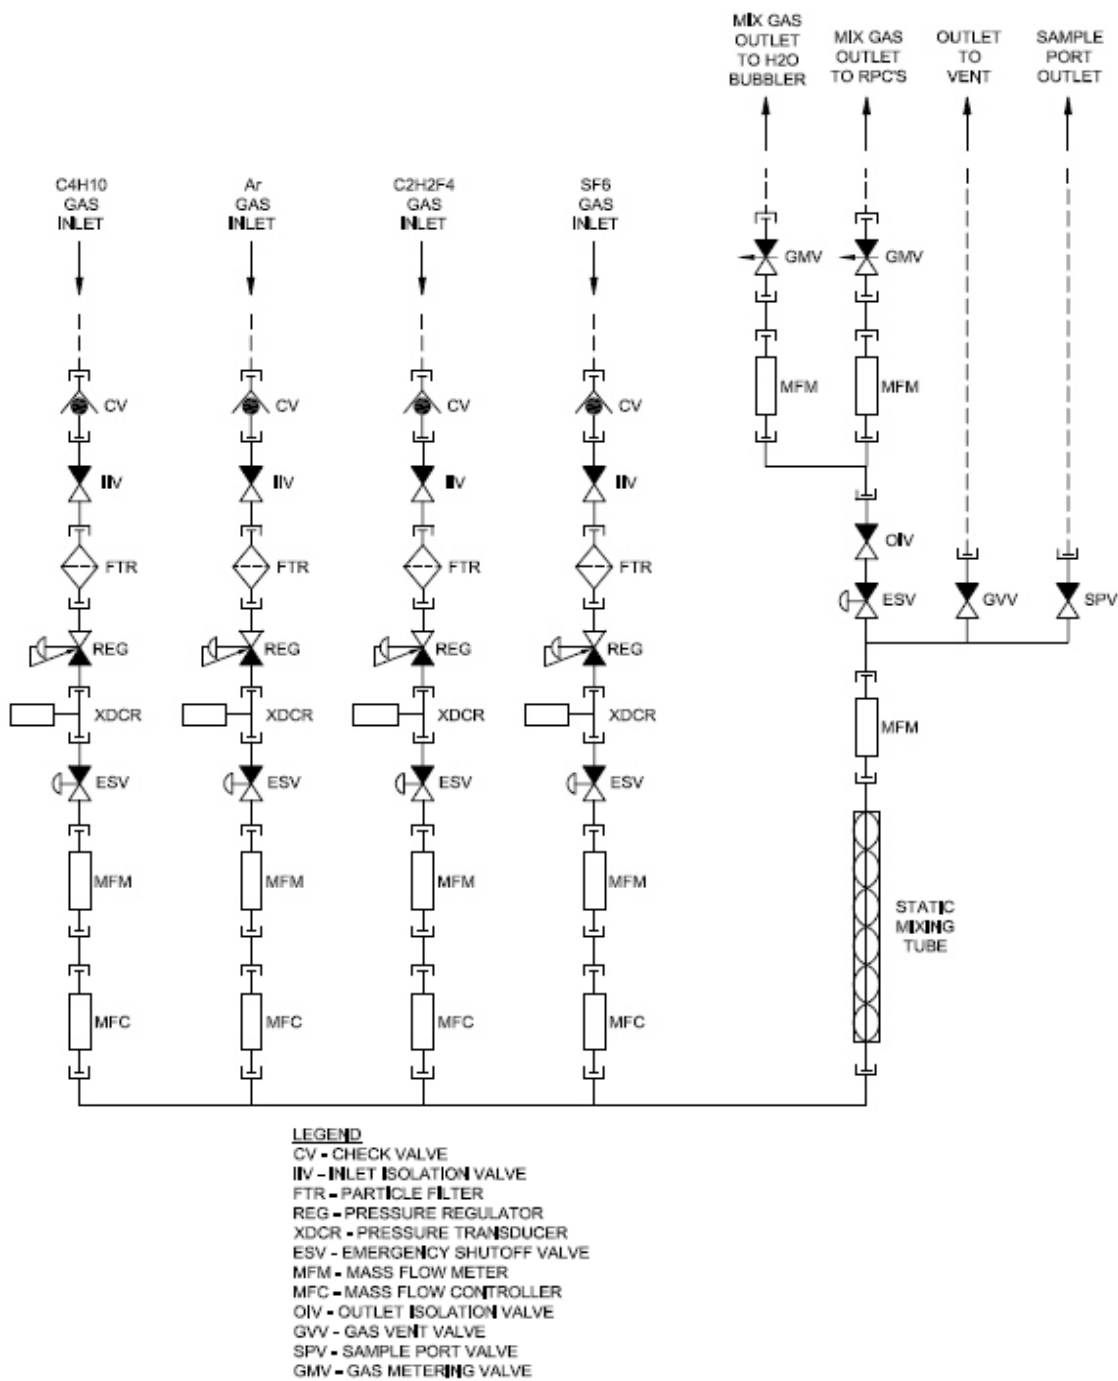 MIX GAS
OUTLET
TO H2O
BUBBLER
MIX GAS
OUTLET
TO RPC'S
OUTLET
TO
VENT
SAMPLE
PORT
OUTLET
C4H10
GAS
INLET
Ar
GAS
INLET
C2H2F4
GAS
INLET
SF6
GAS
INLET
GMV
GMV
MFM
MFM
CV
CV
CV
CV
IIV
IIV
IIV
IIV
OIV
FTR
FTR
FTR
FTR
ESV
GVV
SPV
REG
REG
REG
REG
XDCR
XDCR
XDCR
XDCR
MFM
ESV
ESV
ESV
ESV
MFM
MFM
MFM
MFM
STATIC
MIXING
TUBE
MFC
MFC
MFC
MFC
LEGEND
CV - CHECK VALVE
IIV - INLET ISOLATION VALVE
FTR - PARTICLE FILTER
REG - PRESSURE REGULATOR
XDCR - PRESSURE TRANSDUCER
ESV - EMERGENCY SHUTOFF VALVE
MFM - MASS FLOW METER
MFC - MASS FLOW CONTROLLER
OIV - OUTLET ISOLATION VALVE
GVV - GAS VENT VALVE
SPV - SAMPLE PORT VALVE
GMV - GAS METERING VALVE